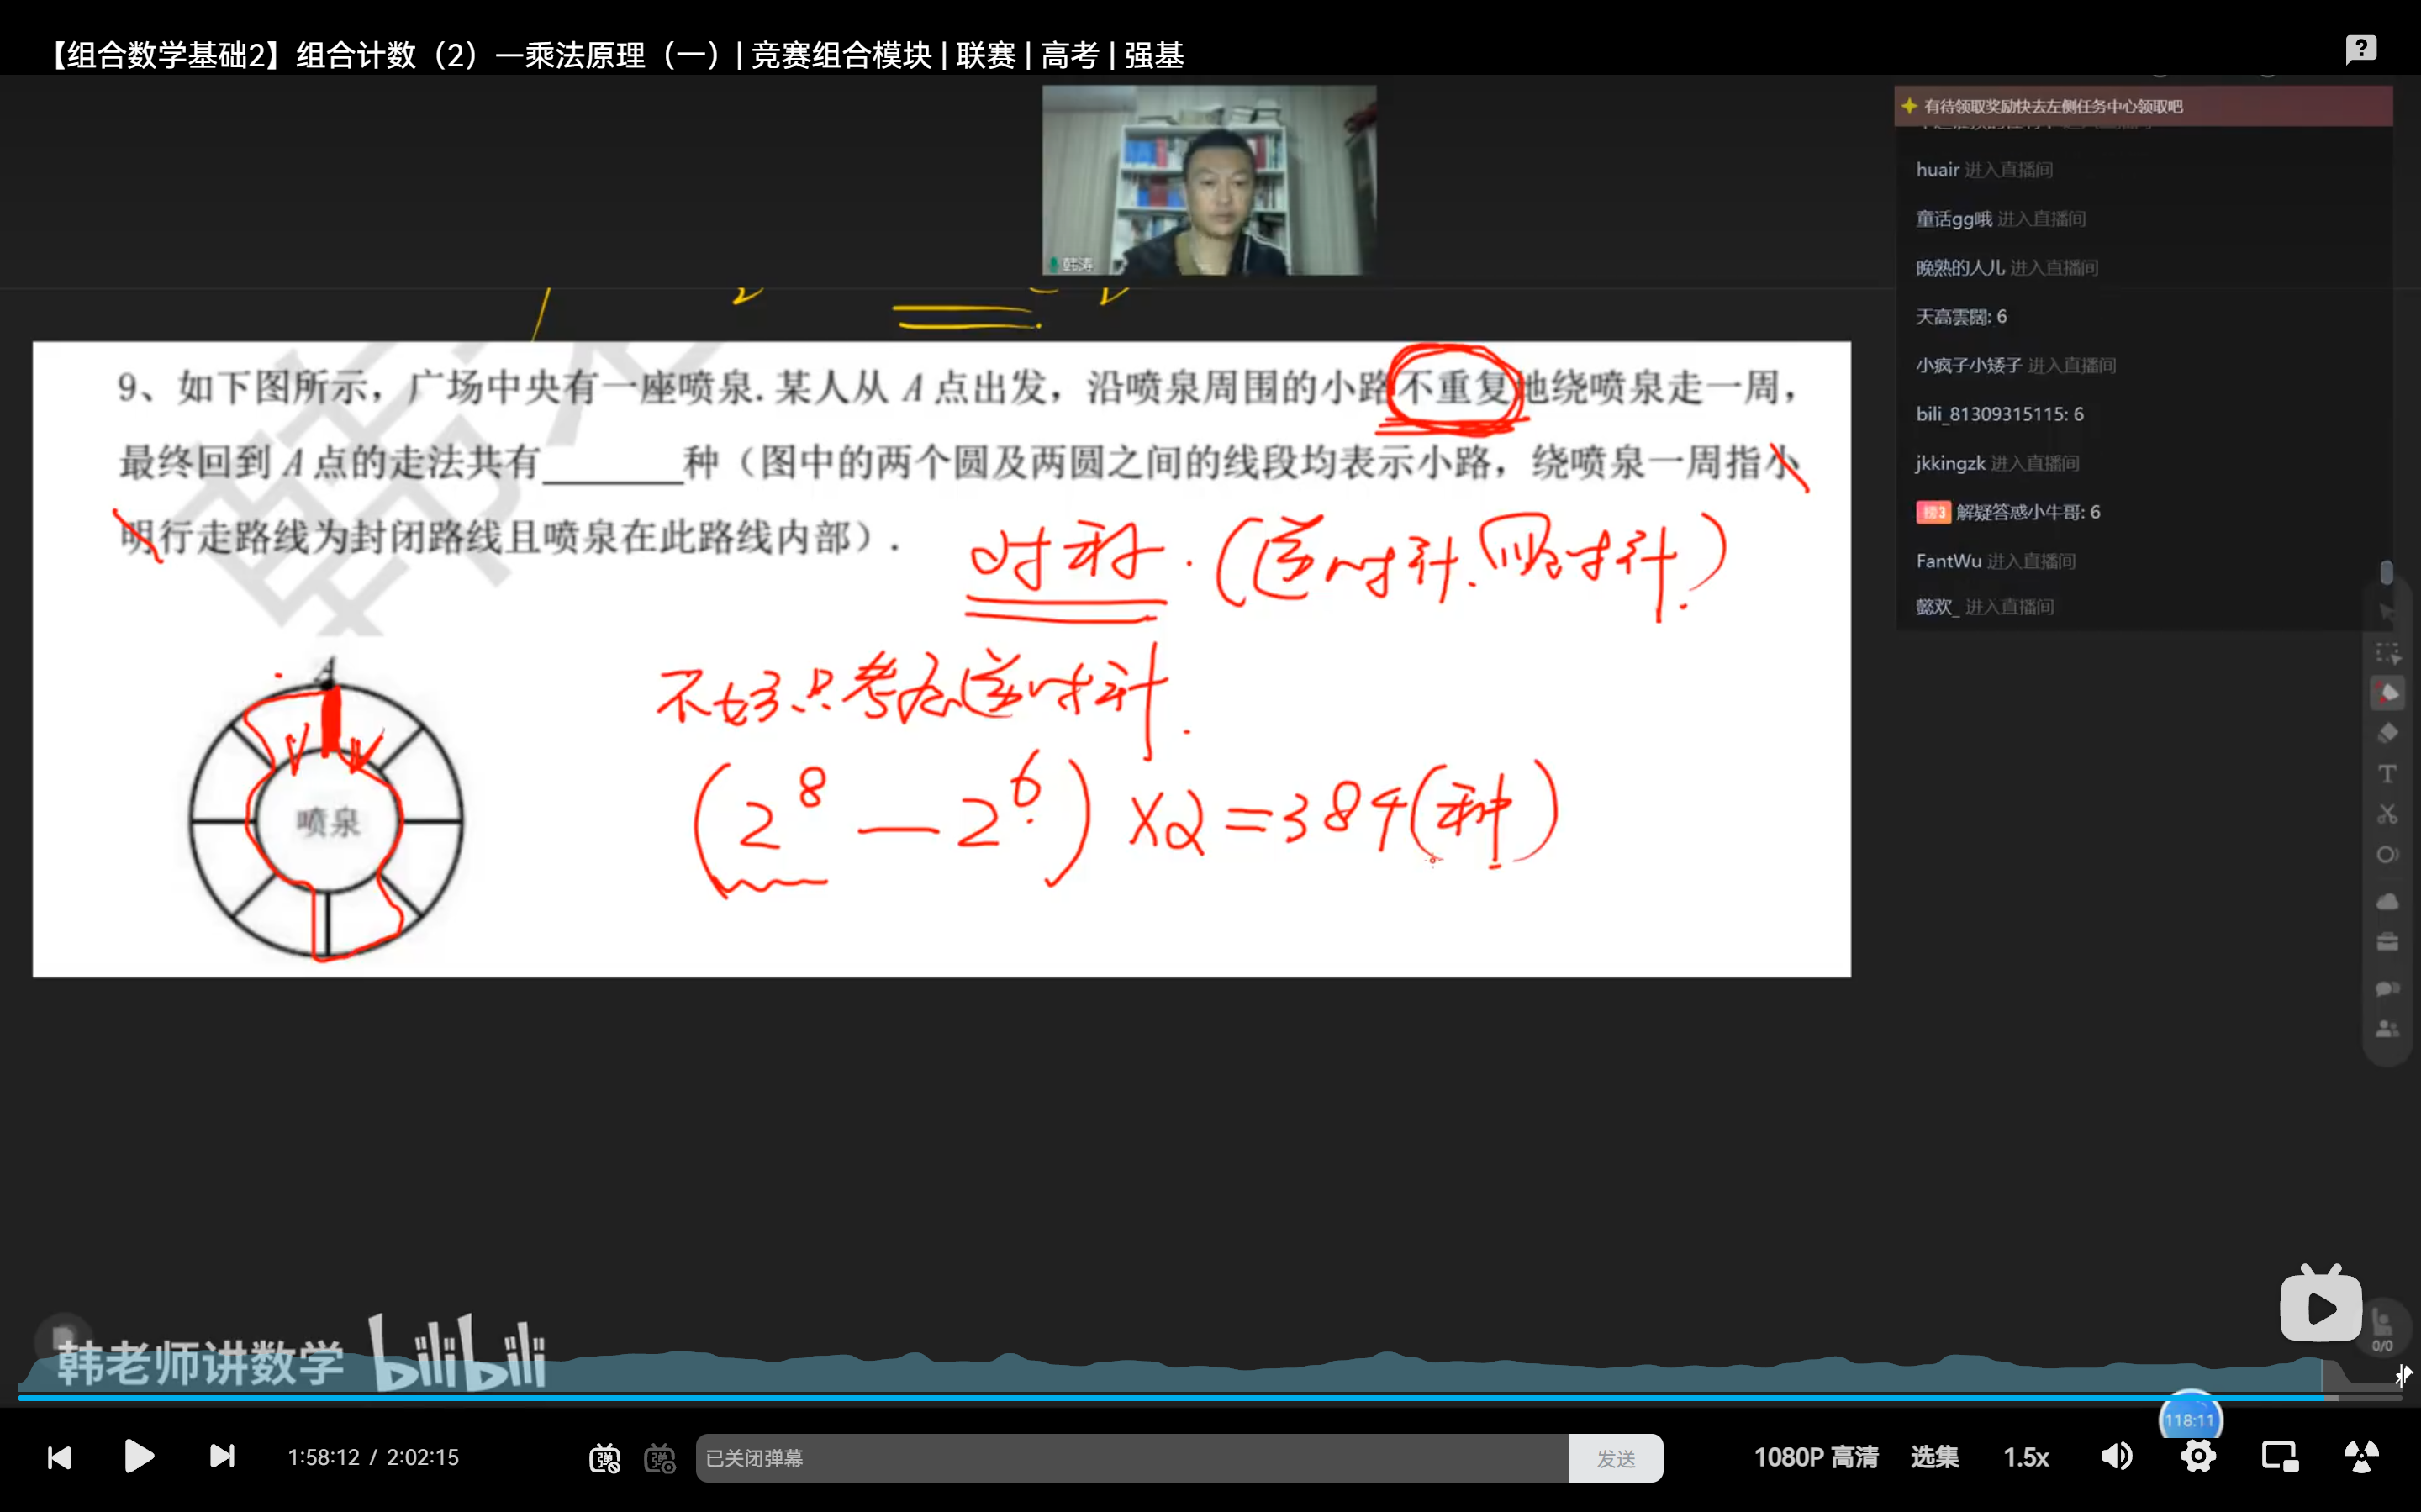 【组合数学基础2】组合计数（2）—乘法原理（一）| 竞赛组合模块 | 联赛 | 高考 | 强基
韩涛
有待领取奖励快去左侧任务中心领取吧
huair 进入直播间
童话gg哦 进入直播间
晚熟的人儿 进入直播间
天高雲闊: 6
小疯子小矮子 进入直播间
bili_81309315115: 6
jkkingzk 进入直播间
榜3 解疑答惑小牛哥: 6
FantWu 进入直播间
懿欢_ 进入直播间
9、如下图所示，广场中央有一座喷泉.某人从 A 点出发，沿喷泉周围的小路不重复地绕喷泉走一周，
最终回到 A 点的走法共有_______种（图中的两个圆及两圆之间的线段均表示小路，绕喷泉一周指小
明行走路线为封闭路线且喷泉在此路线内部）.
对称.(逆时针.顺时针.)
不妨只考虑逆时针.
(2^8 — 2^6) ×2 = 384(种)
A
喷泉
韩老师讲数学 bilibili
0/0
118:11
1:58:12 / 2:02:15
弹
弹
已关闭弹幕
发送
1080P 高清
选集
1.5x